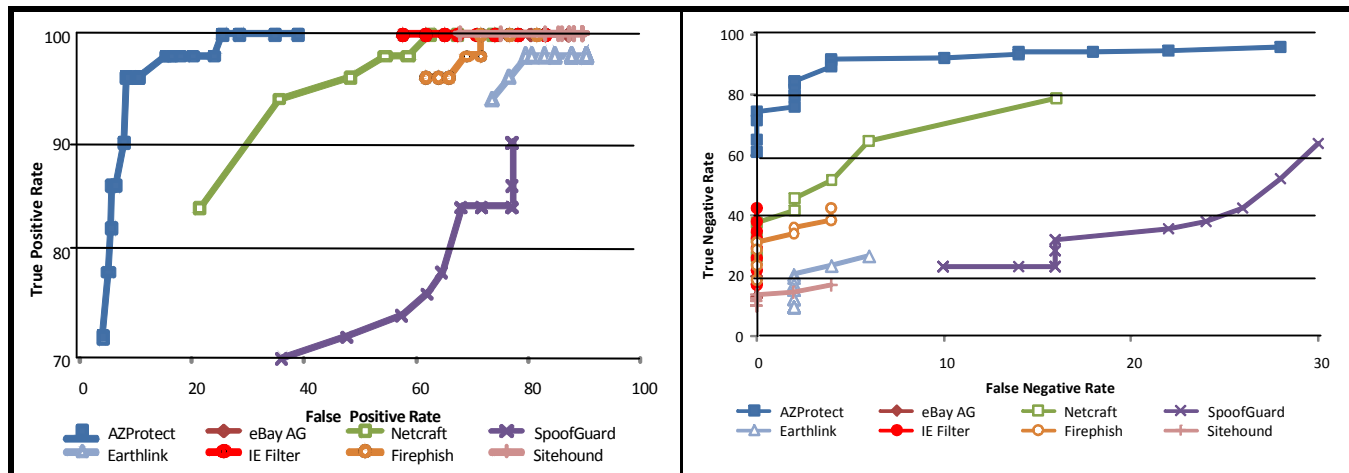 100
90
80
70
True Positive Rate
0 20 40 60 80 100
False Positive Rate
AZProtect eBay AG Netcraft SpoofGuard
Earthlink IE Filter Firephish Sitehound
100
80
60
40
20
0
True Negative Rate
0 10 20 30
False Negative Rate
AZProtect eBay AG Netcraft SpoofGuard
Earthlink IE Filter Firephish Sitehound